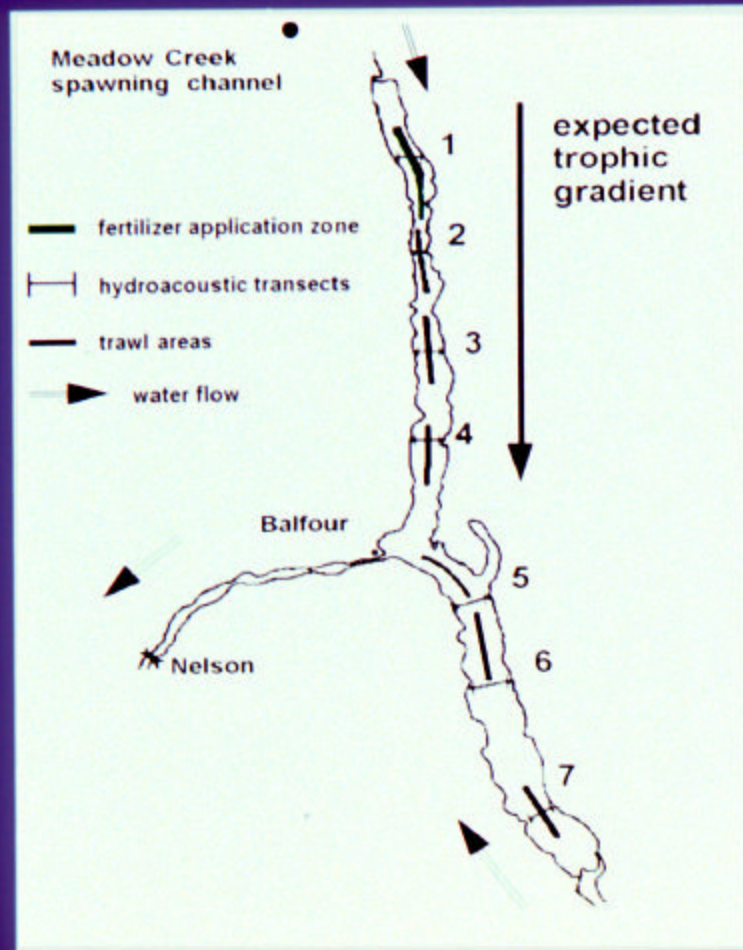 Meadow Creek
spawning channel
expected
trophic
gradient
fertilizer application zone
hydroacoustic transects
trawl areas
water flow
1
2
3
4
Balfour
5
Nelson
6
7